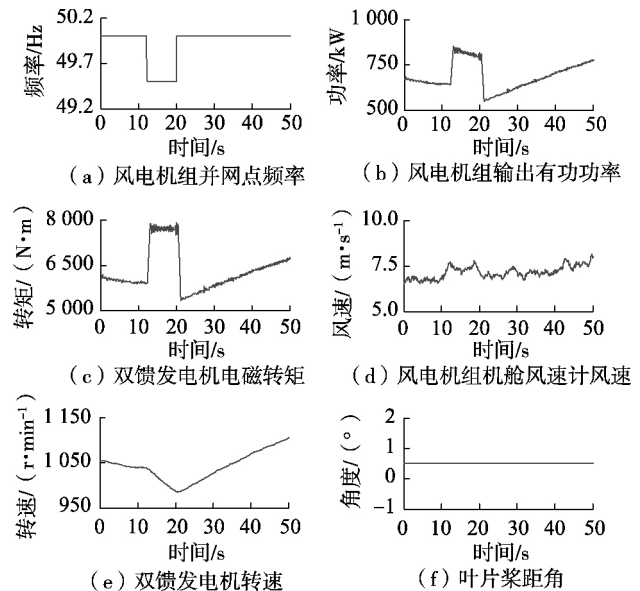 50.2
49.7
49.2
频率/Hz
0 10 20 30 40 50
时间/s
(a)风电机组并网点频率
1 000
750
500
功率/kW
0 10 20 30 40 50
时间/s
(b)风电机组输出有功功率
8 000
6 500
5 000
转矩/(N·m)
0 10 20 30 40 50
时间/s
(c)双馈发电机电磁转矩
10.0
7.5
5.0
风速/(m·s⁻¹)
0 10 20 30 40 50
时间/s
(d)风电机组机舱风速计风速
1 150
1 050
950
转速/(r·min⁻¹)
0 10 20 30 40 50
时间/s
(e)双馈发电机转速
2
1
0
-1
角度/(°)
0 10 20 30 40 50
时间/s
(f)叶片桨距角